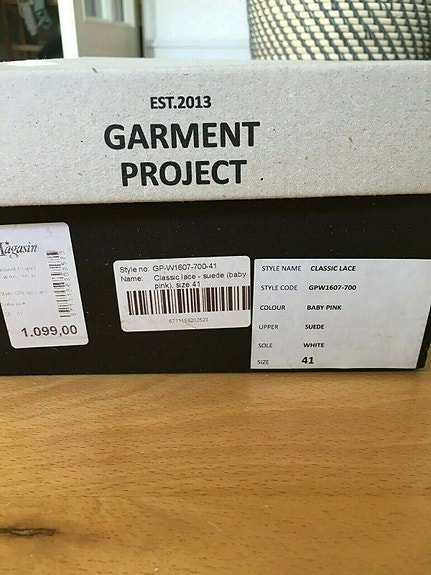 EST.2013
GARMENT
PROJECT
Magasin
1.099,00
Style no: GP-W1607-700-41
Name: Classic lace - suede (baby
pink), size 41
STYLE NAME CLASSIC LACE
STYLE CODE GPW1607-700
COLOUR BABY PINK
UPPER SUEDE
SOLE WHITE
SIZE 41